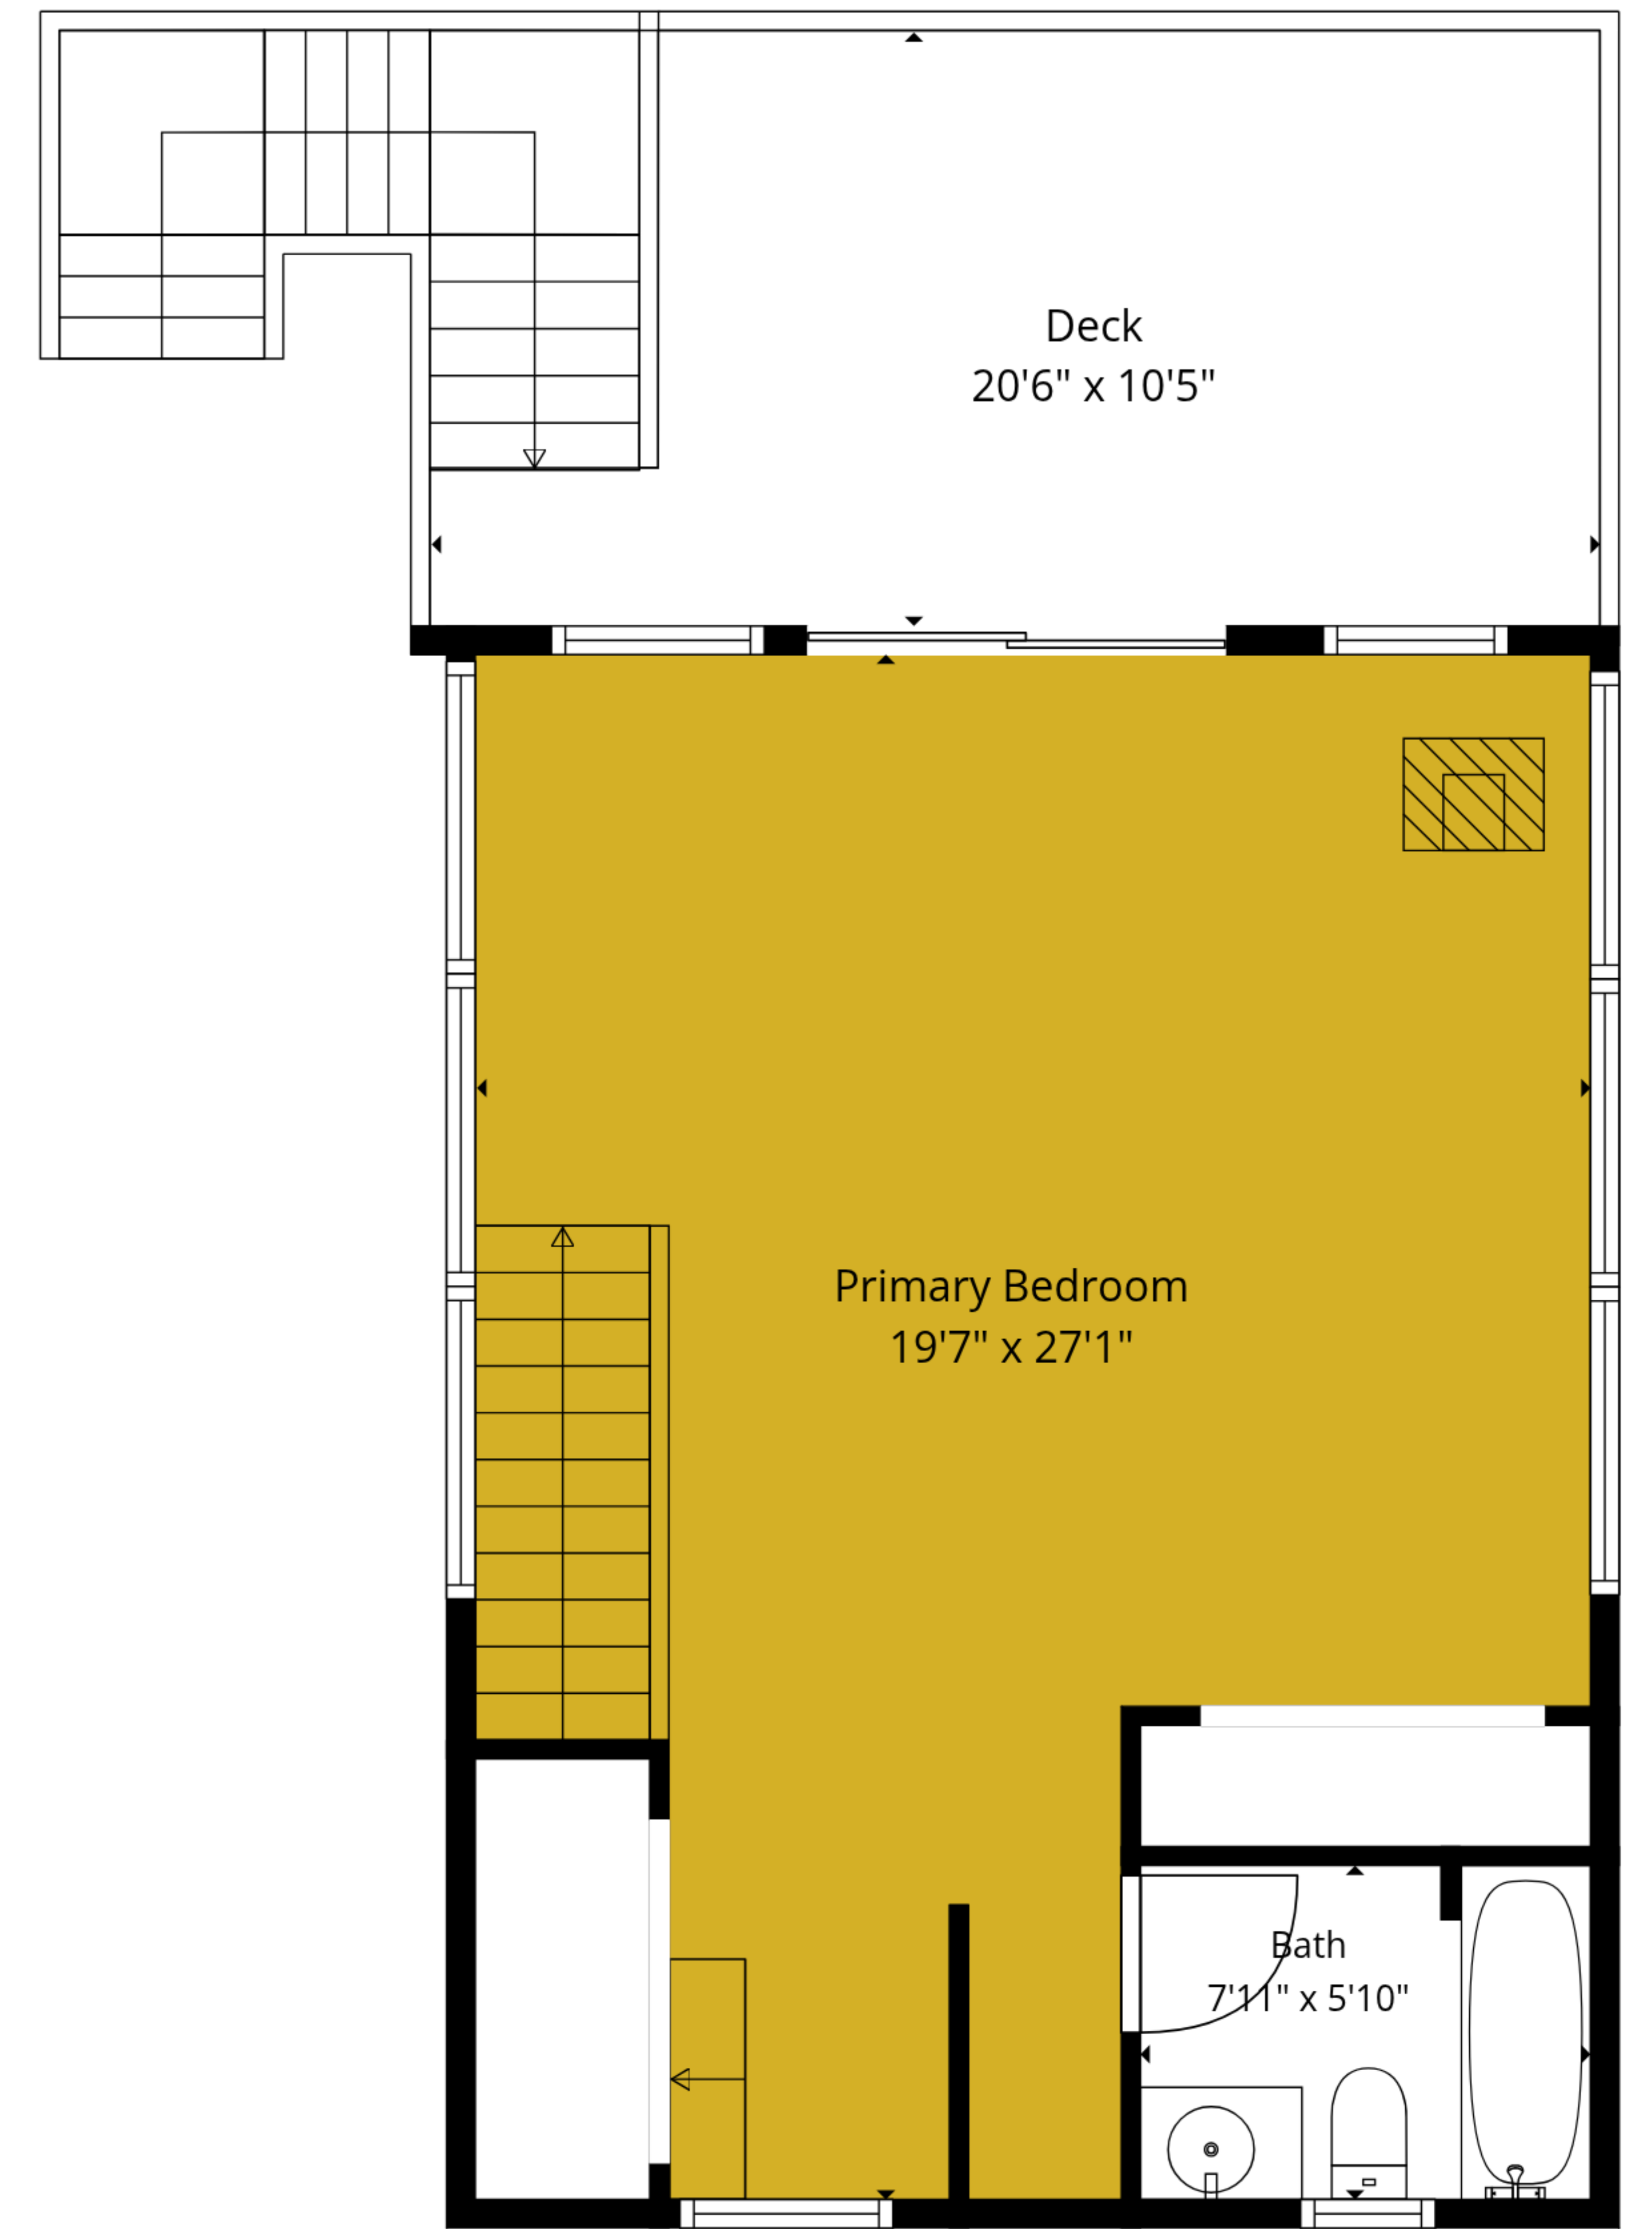 Deck
20'6" x 10'5"
Primary Bedroom
19'7" x 27'1"
Bath
7'11" x 5'10"